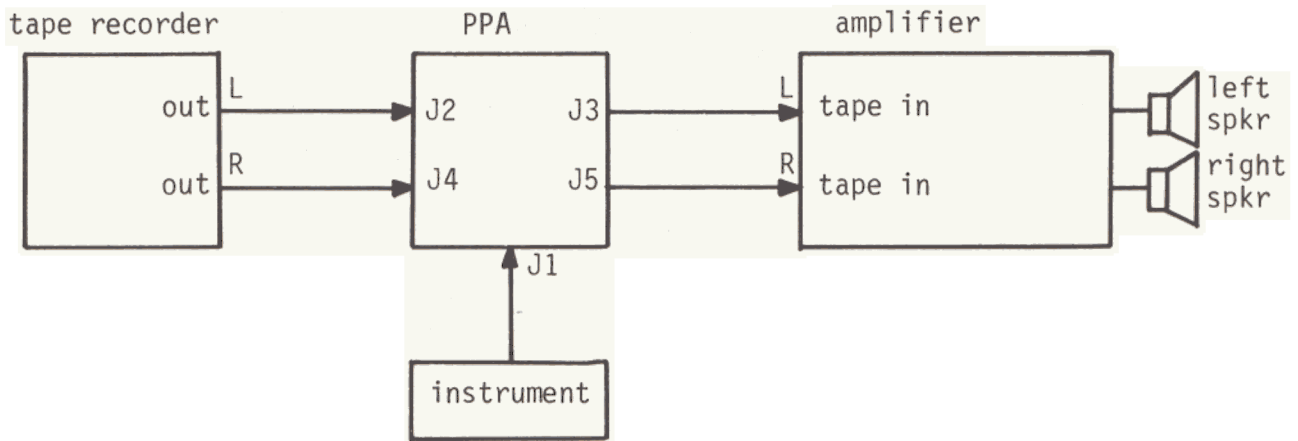 tape recorder
PPA
amplifier
out
L
J2
J3
L
tape in
left
spkr
out
R
J4
J5
R
tape in
right
spkr
J1
instrument